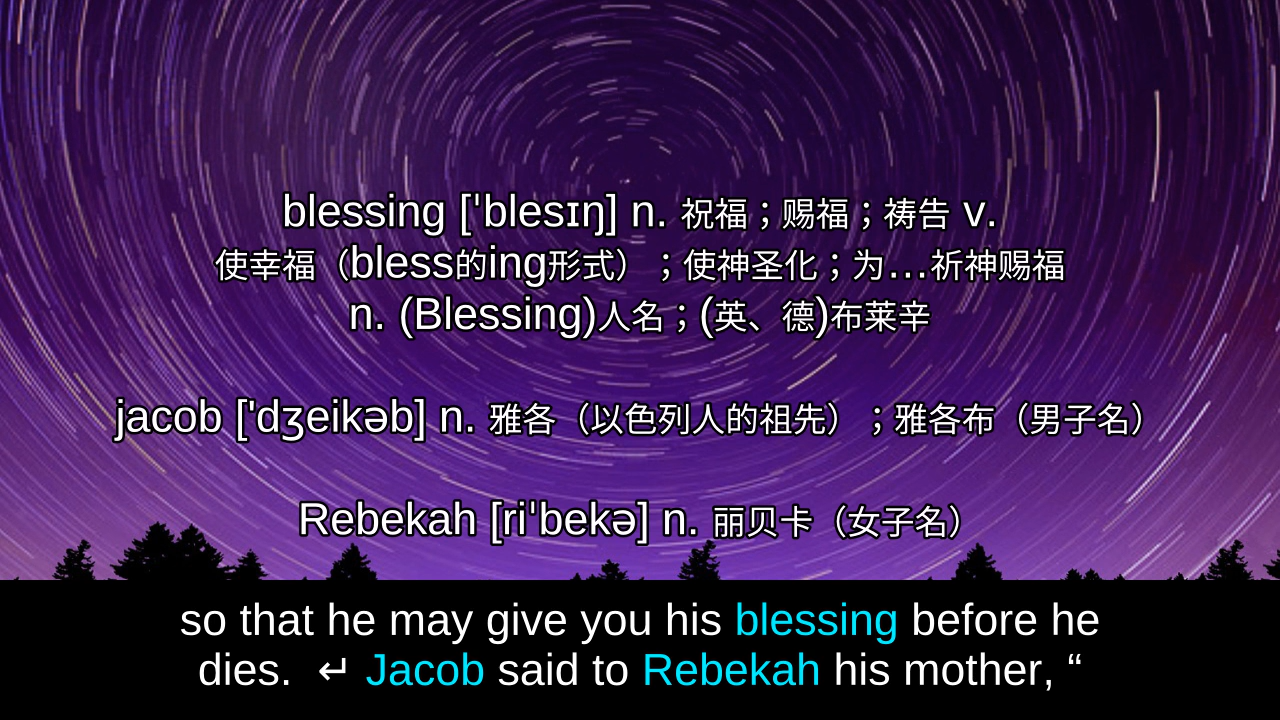 blessing [ˈblesɪŋ] n. 祝福；赐福；祷告 v.
使幸福（bless的ing形式）；使神圣化；为…祈神赐福
n. (Blessing)人名；(英、德)布莱辛
jacob ['dʒeikəb] n. 雅各（以色列人的祖先）；雅各布（男子名）
Rebekah [riˈbekə] n. 丽贝卡（女子名）
so that he may give you his blessing before he
dies. ↵ Jacob said to Rebekah his mother, “